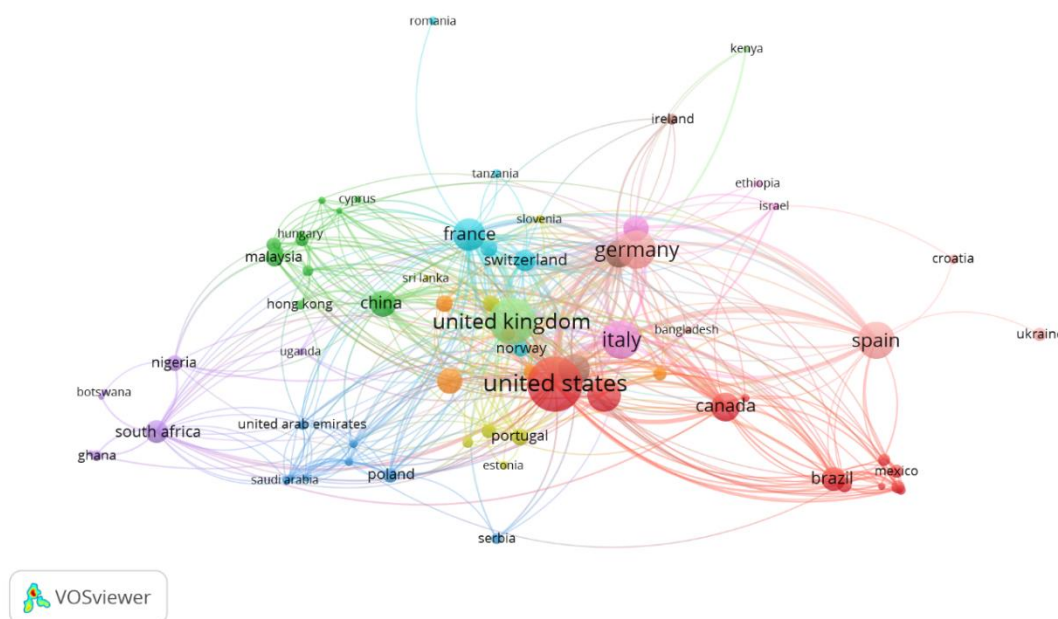 romania
kenya
ireland
tanzania
ethiopia
cyprus
israel
slovenia
hungary
france
germany
malaysia
switzerland
croatia
sri lanka
hong kong
china
united kingdom
bangladesh
ukraine
italy
spain
norway
uganda
nigeria
united states
botswana
canada
united arab emirates
south africa
portugal
ghana
estonia
mexico
saudi arabia
poland
brazil
serbia
VOSviewer